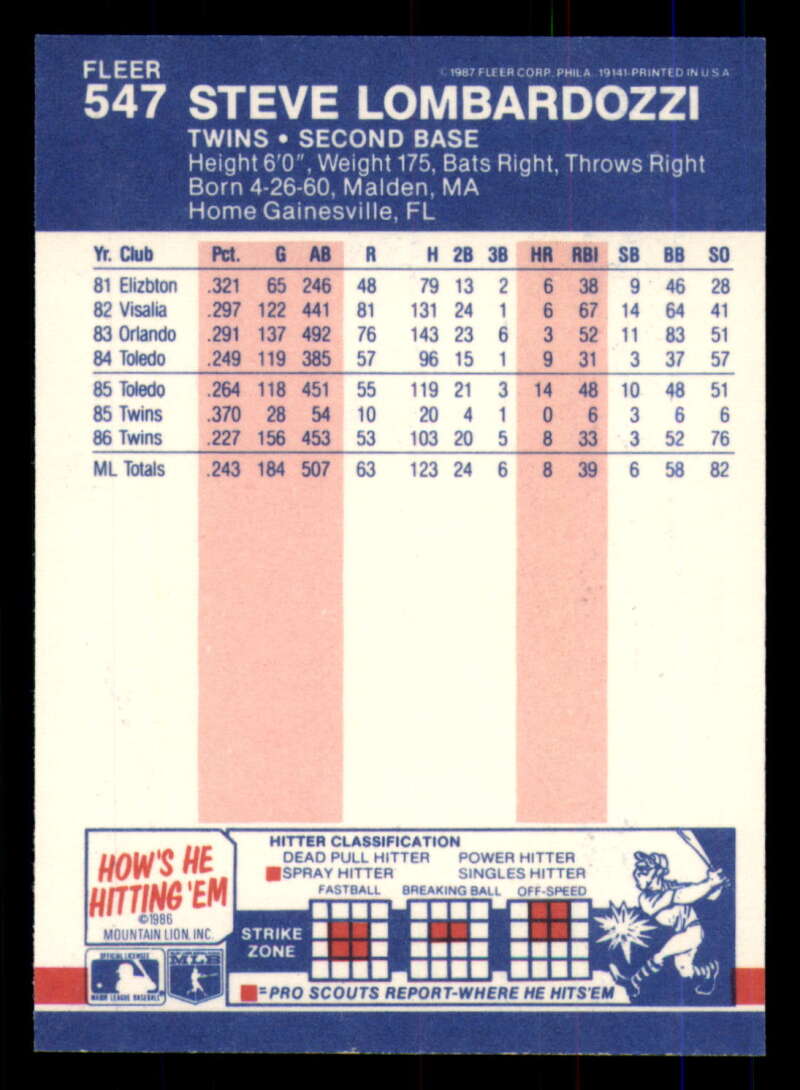 FLEER
© 1987 FLEER CORP. PHILA. 19141-PRINTED IN U S A
547 STEVE LOMBARDOZZI
TWINS • SECOND BASE
Height 6'0", Weight 175, Bats Right, Throws Right
Born 4-26-60, Malden, MA
Home Gainesville, FL
Yr. Club Pct. G AB R H 2B 3B HR RBI SB BB SO
81 Elizbton .321 65 246 48 79 13 2 6 38 9 46 28
82 Visalia .297 122 441 81 131 24 1 6 67 14 64 41
83 Orlando .291 137 492 76 143 23 6 3 52 11 83 51
84 Toledo .249 119 385 57 96 15 1 9 31 3 37 57
85 Toledo .264 118 451 55 119 21 3 14 48 10 48 51
85 Twins .370 28 54 10 20 4 1 0 6 3 6 6
86 Twins .227 156 453 53 103 20 5 8 33 3 52 76
ML Totals .243 184 507 63 123 24 6 8 39 6 58 82
HOW'S HE
HITTING 'EM
©1986
MOUNTAIN LION, INC.
HITTER CLASSIFICATION
DEAD PULL HITTER POWER HITTER
SPRAY HITTER SINGLES HITTER
FASTBALL BREAKING BALL OFF-SPEED
STRIKE
ZONE
=PRO SCOUTS REPORT-WHERE HE HITS'EM
OFFICIAL LICENSEE
MAJOR LEAGUE BASEBALL
MLB